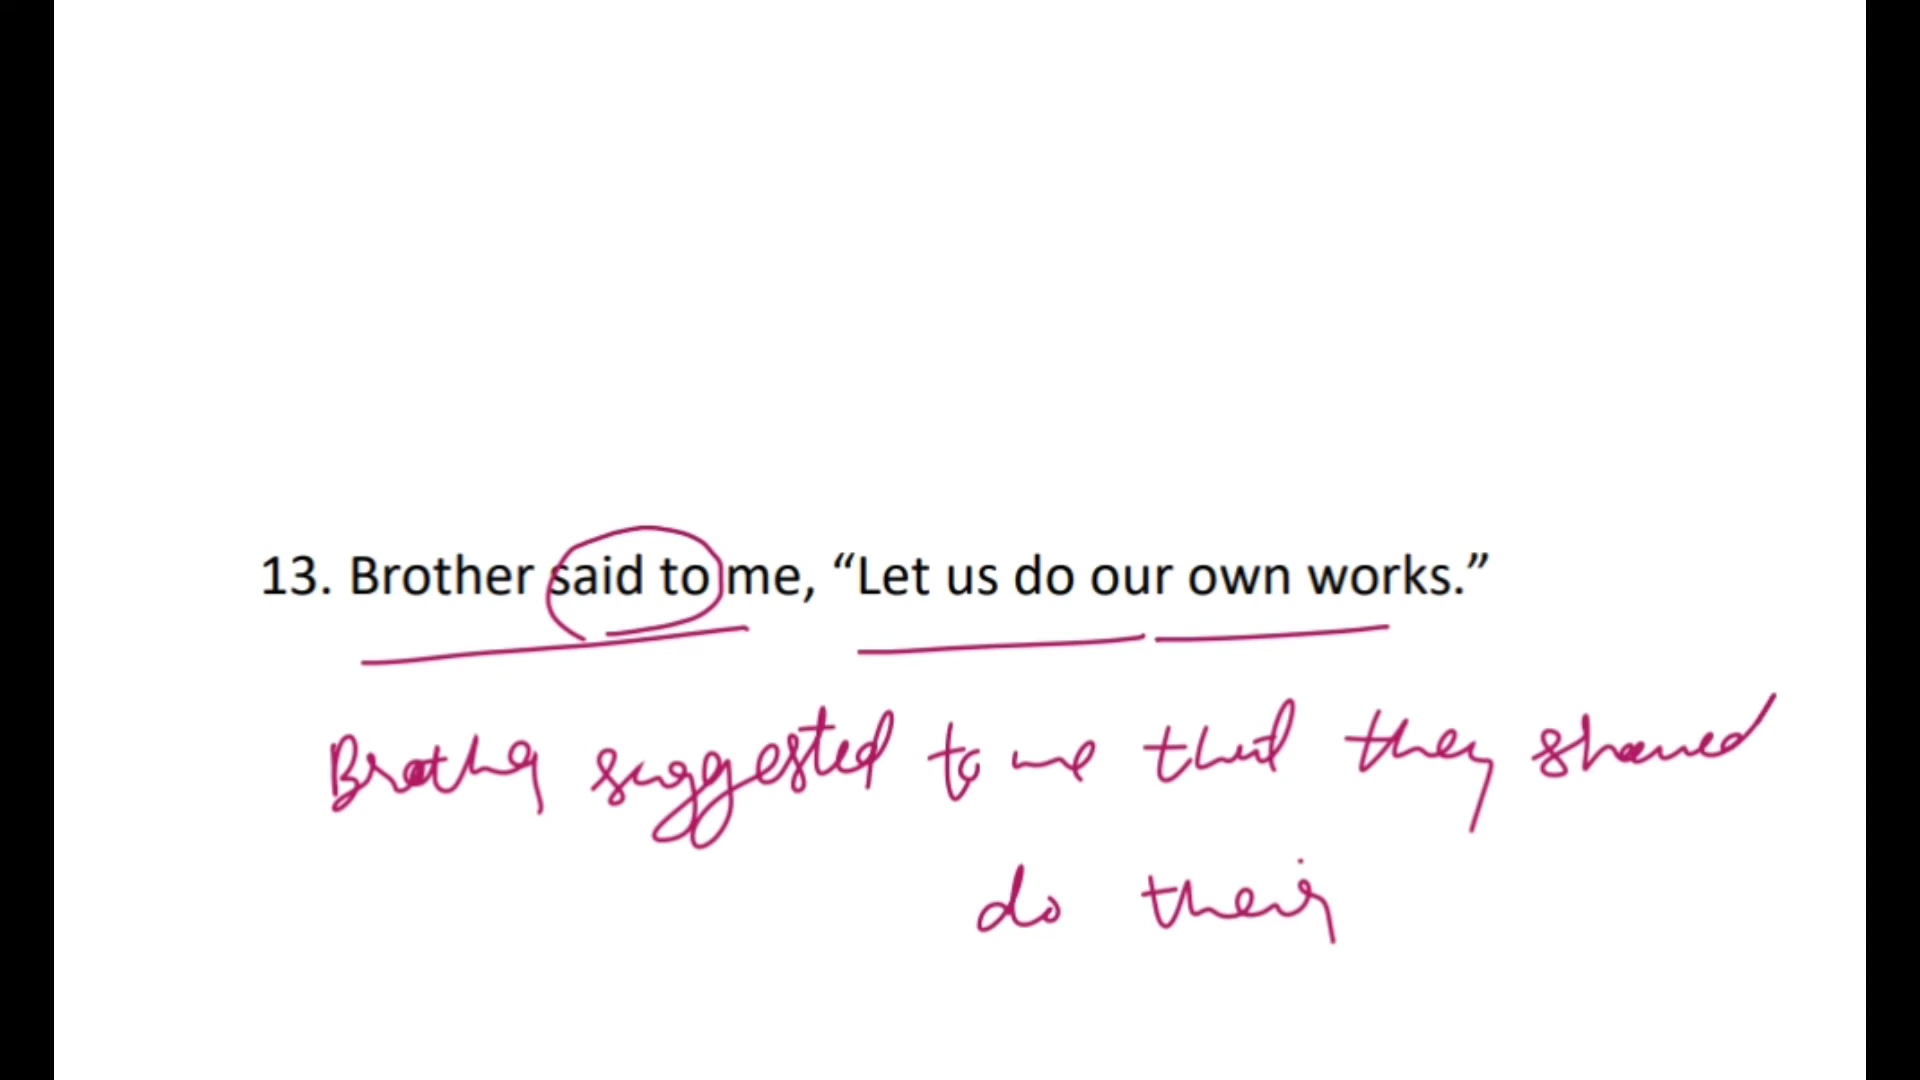 13. Brother said to me, “Let us do our own works.”
Brother suggested to me that they should
do their